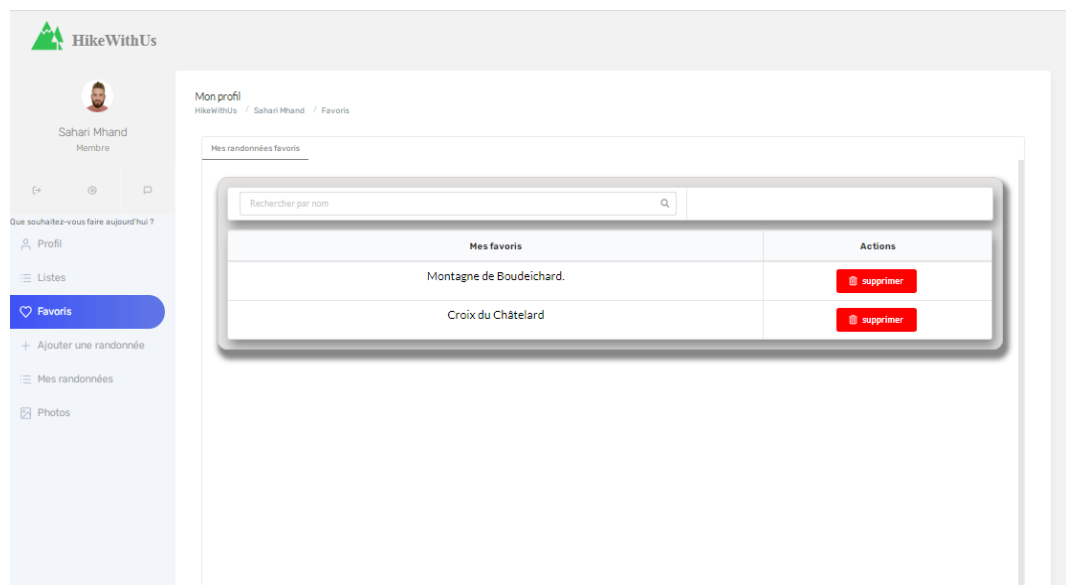 HikeWithUs
Sahari Mhand
Membre
Que souhaitez-vous faire aujourd'hui ?
Profil
Listes
Favoris
Ajouter une randonnée
Mes randonnées
Photos
Mon profil
HikeWithUs / Sahari Mhand / Favoris
Mes randonnées favoris
Rechercher par nom
Mes favoris Actions
Montagne de Boudeichard. supprimer
Croix du Châtelard supprimer